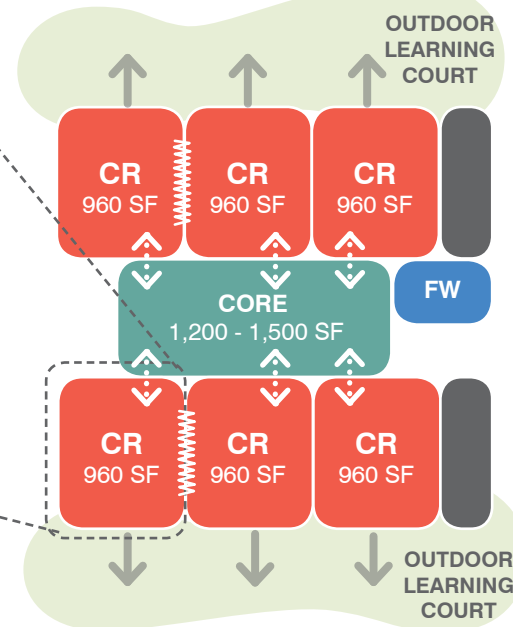 OUTDOOR
LEARNING
COURT
CR
960 SF
CR
960 SF
CR
960 SF
FW
CORE
1,200 - 1,500 SF
CR
960 SF
CR
960 SF
CR
960 SF
OUTDOOR
LEARNING
COURT